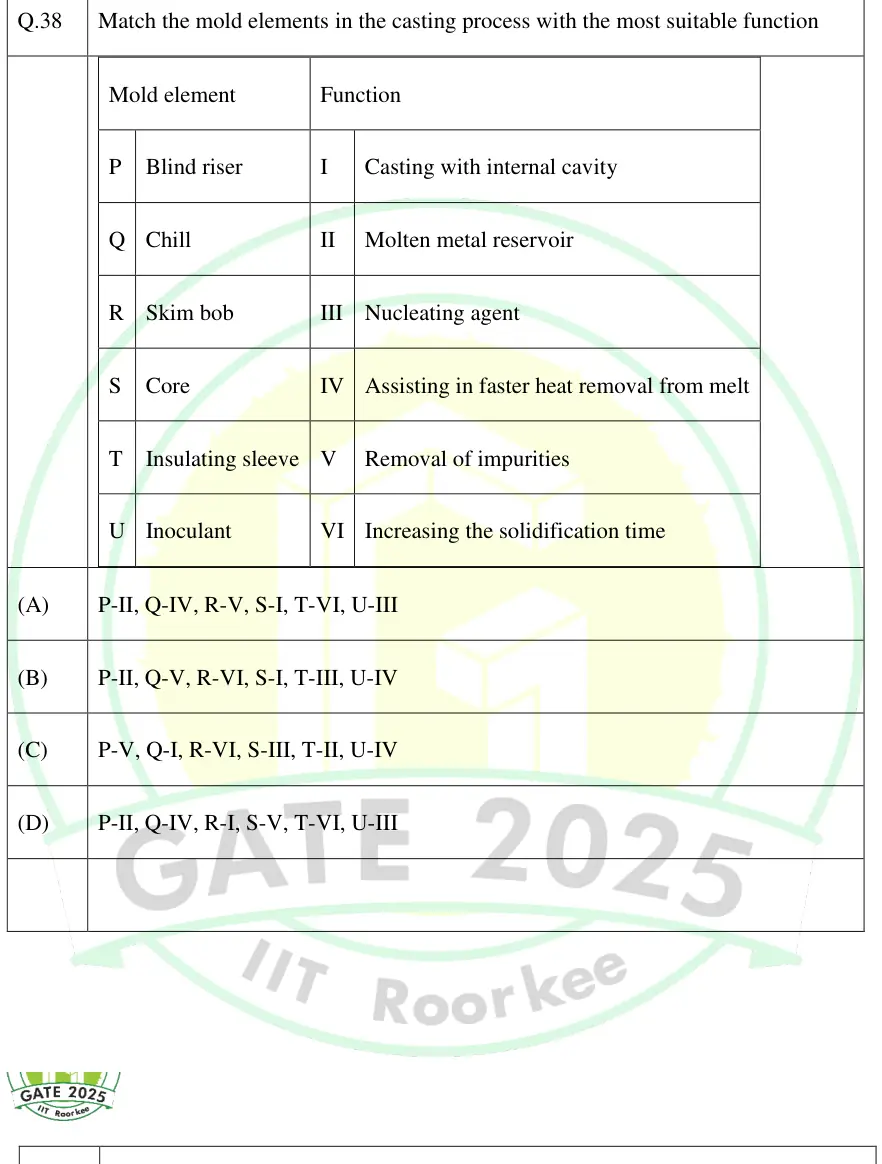 Q.38 Match the mold elements in the casting process with the most suitable function
Mold element Function
P Blind riser I Casting with internal cavity
Q Chill II Molten metal reservoir
R Skim bob III Nucleating agent
S Core IV Assisting in faster heat removal from melt
T Insulating sleeve V Removal of impurities
U Inoculant VI Increasing the solidification time
(A) P-II, Q-IV, R-V, S-I, T-VI, U-III
(B) P-II, Q-V, R-VI, S-I, T-III, U-IV
(C) P-V, Q-I, R-VI, S-III, T-II, U-IV
(D) P-II, Q-IV, R-I, S-V, T-VI, U-III
GATE 2025
IIT Roorkee
GATE 2025
IIT Roorkee